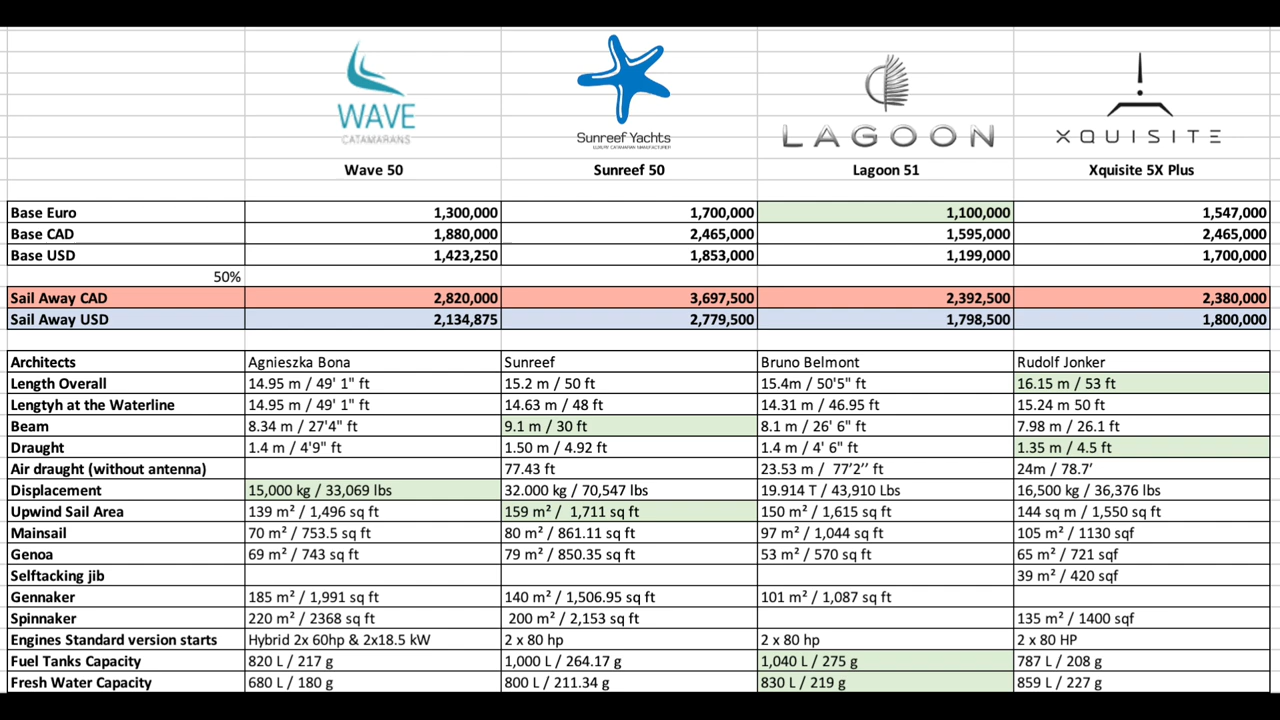 WAVE
CATAMARANS
Sunreef Yachts
LUXURY CATAMARAN MANUFACTURER
LAGOON
XQUISITE
Wave 50 Sunreef 50 Lagoon 51 Xquisite 5X Plus
Base Euro 1,300,000 1,700,000 1,100,000 1,547,000
Base CAD 1,880,000 2,465,000 1,595,000 2,465,000
Base USD 1,423,250 1,853,000 1,199,000 1,700,000
50%
Sail Away CAD 2,820,000 3,697,500 2,392,500 2,380,000
Sail Away USD 2,134,875 2,779,500 1,798,500 1,800,000
Architects Agnieszka Bona Sunreef Bruno Belmont Rudolf Jonker
Length Overall 14.95 m / 49' 1" ft 15.2 m / 50 ft 15.4m / 50'5" ft 16.15 m / 53 ft
Lengtyh at the Waterline 14.95 m / 49' 1" ft 14.63 m / 48 ft 14.31 m / 46.95 ft 15.24 m 50 ft
Beam 8.34 m / 27'4" ft 9.1 m / 30 ft 8.1 m / 26' 6" ft 7.98 m / 26.1 ft
Draught 1.4 m / 4'9" ft 1.50 m / 4.92 ft 1.4 m / 4' 6" ft 1.35 m / 4.5 ft
Air draught (without antenna) 77.43 ft 23.53 m / 77’2’’ ft 24m / 78.7’
Displacement 15,000 kg / 33,069 lbs 32.000 kg / 70,547 lbs 19.914 T / 43,910 Lbs 16,500 kg / 36,376 lbs
Upwind Sail Area 139 m² / 1,496 sq ft 159 m² / 1,711 sq ft 150 m² / 1,615 sq ft 144 sq m / 1,550 sq ft
Mainsail 70 m² / 753.5 sq ft 80 m² / 861.11 sq ft 97 m² / 1,044 sq ft 105 m² / 1130 sqf
Genoa 69 m² / 743 sq ft 79 m² / 850.35 sq ft 53 m² / 570 sq ft 65 m² / 721 sqf
Selftacking jib 39 m² / 420 sqf
Gennaker 185 m² / 1,991 sq ft 140 m² / 1,506.95 sq ft 101 m² / 1,087 sq ft
Spinnaker 220 m² / 2368 sq ft 200 m² / 2,153 sq ft 135 m² / 1400 sqf
Engines Standard version starts Hybrid 2x 60hp & 2x18.5 kW 2 x 80 hp 2 x 80 hp 2 x 80 HP
Fuel Tanks Capacity 820 L / 217 g 1,000 L / 264.17 g 1,040 L / 275 g 787 L / 208 g
Fresh Water Capacity 680 L / 180 g 800 L / 211.34 g 830 L / 219 g 859 L / 227 g